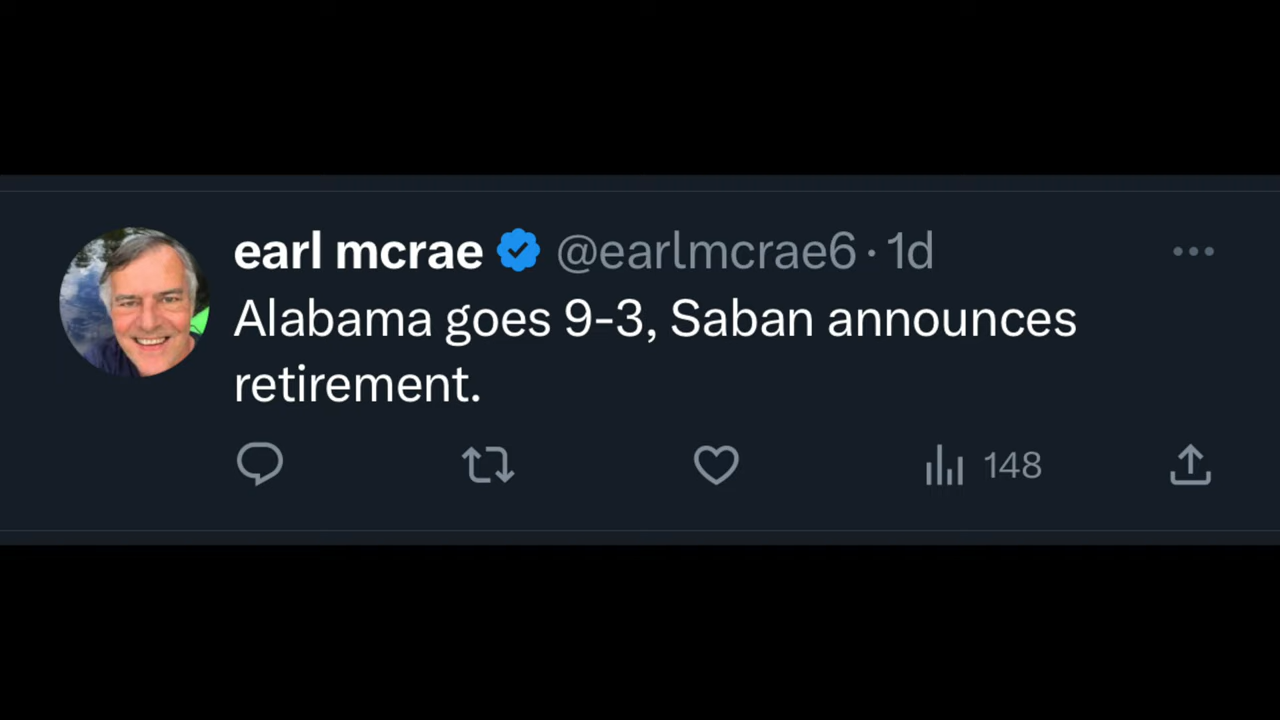 earl mcrae @earlmcrae6 · 1d
Alabama goes 9-3, Saban announces
retirement.
148